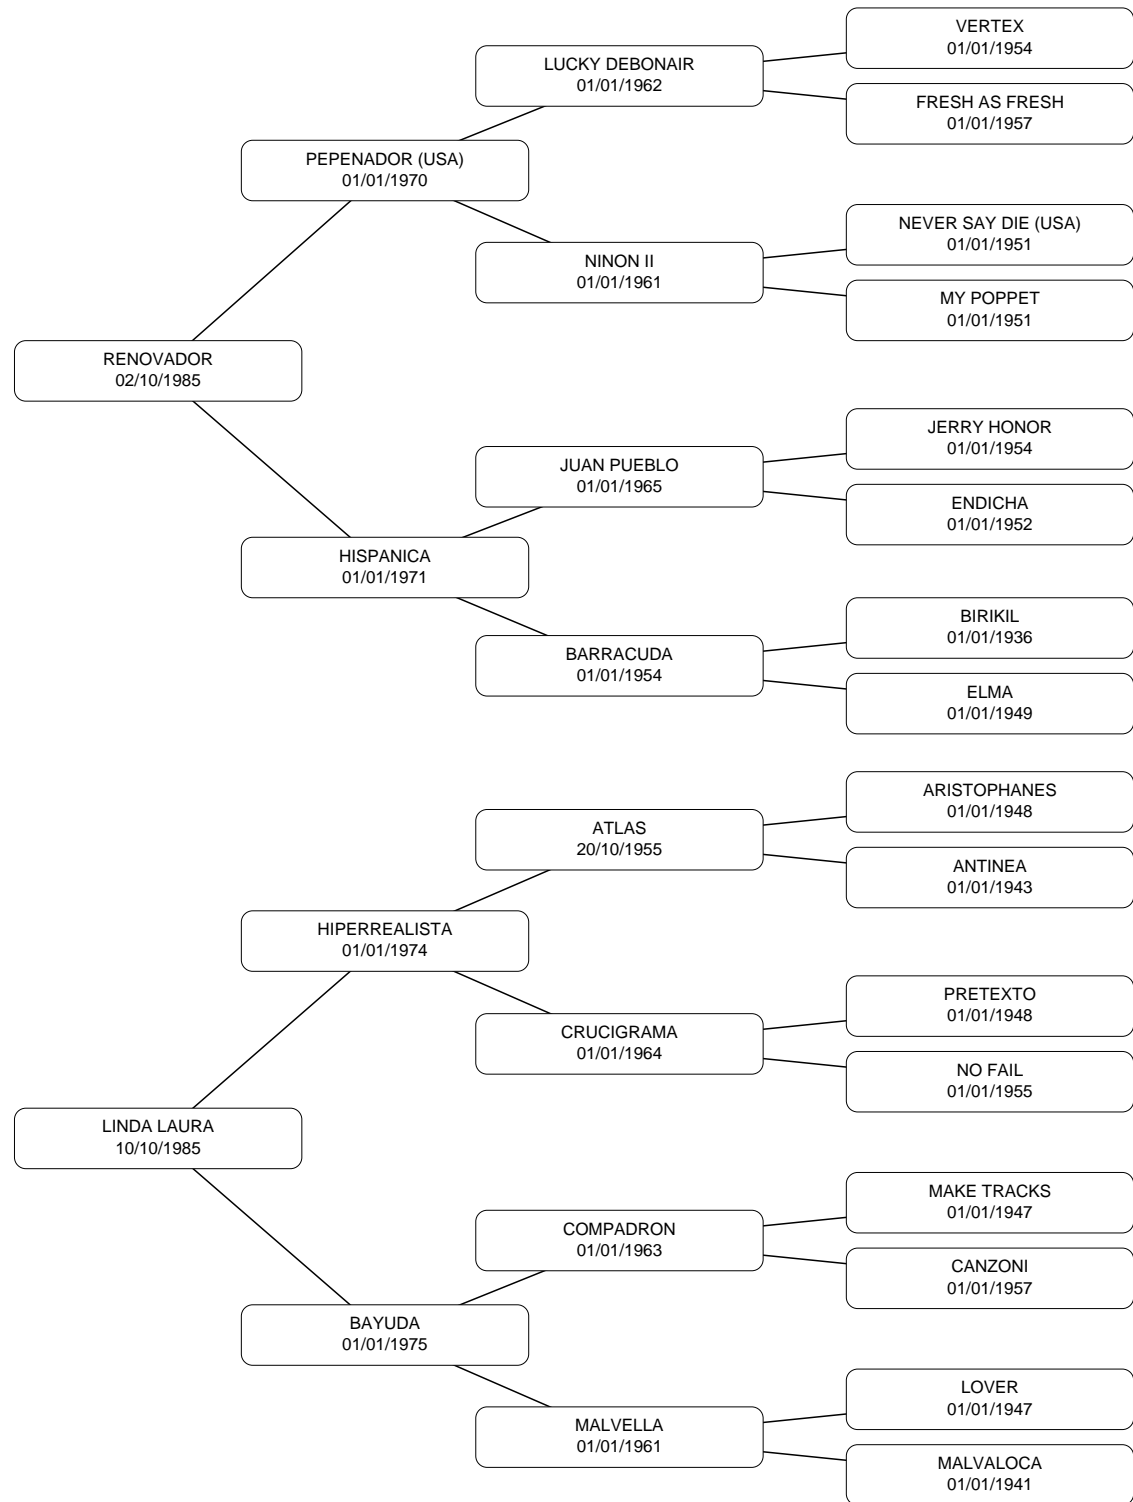 VERTEX
01/01/1954
LUCKY DEBONAIR
01/01/1962
FRESH AS FRESH
01/01/1957
PEPENADOR (USA)
01/01/1970
NEVER SAY DIE (USA)
01/01/1951
NINON II
01/01/1961
MY POPPET
01/01/1951
RENOVADOR
02/10/1985
JERRY HONOR
01/01/1954
JUAN PUEBLO
01/01/1965
ENDICHA
01/01/1952
HISPANICA
01/01/1971
BIRIKIL
01/01/1936
BARRACUDA
01/01/1954
ELMA
01/01/1949
ARISTOPHANES
01/01/1948
ATLAS
20/10/1955
ANTINEA
01/01/1943
HIPERREALISTA
01/01/1974
PRETEXTO
01/01/1948
CRUCIGRAMA
01/01/1964
NO FAIL
01/01/1955
LINDA LAURA
10/10/1985
MAKE TRACKS
01/01/1947
COMPADRON
01/01/1963
CANZONI
01/01/1957
BAYUDA
01/01/1975
LOVER
01/01/1947
MALVELLA
01/01/1961
MALVALOCA
01/01/1941